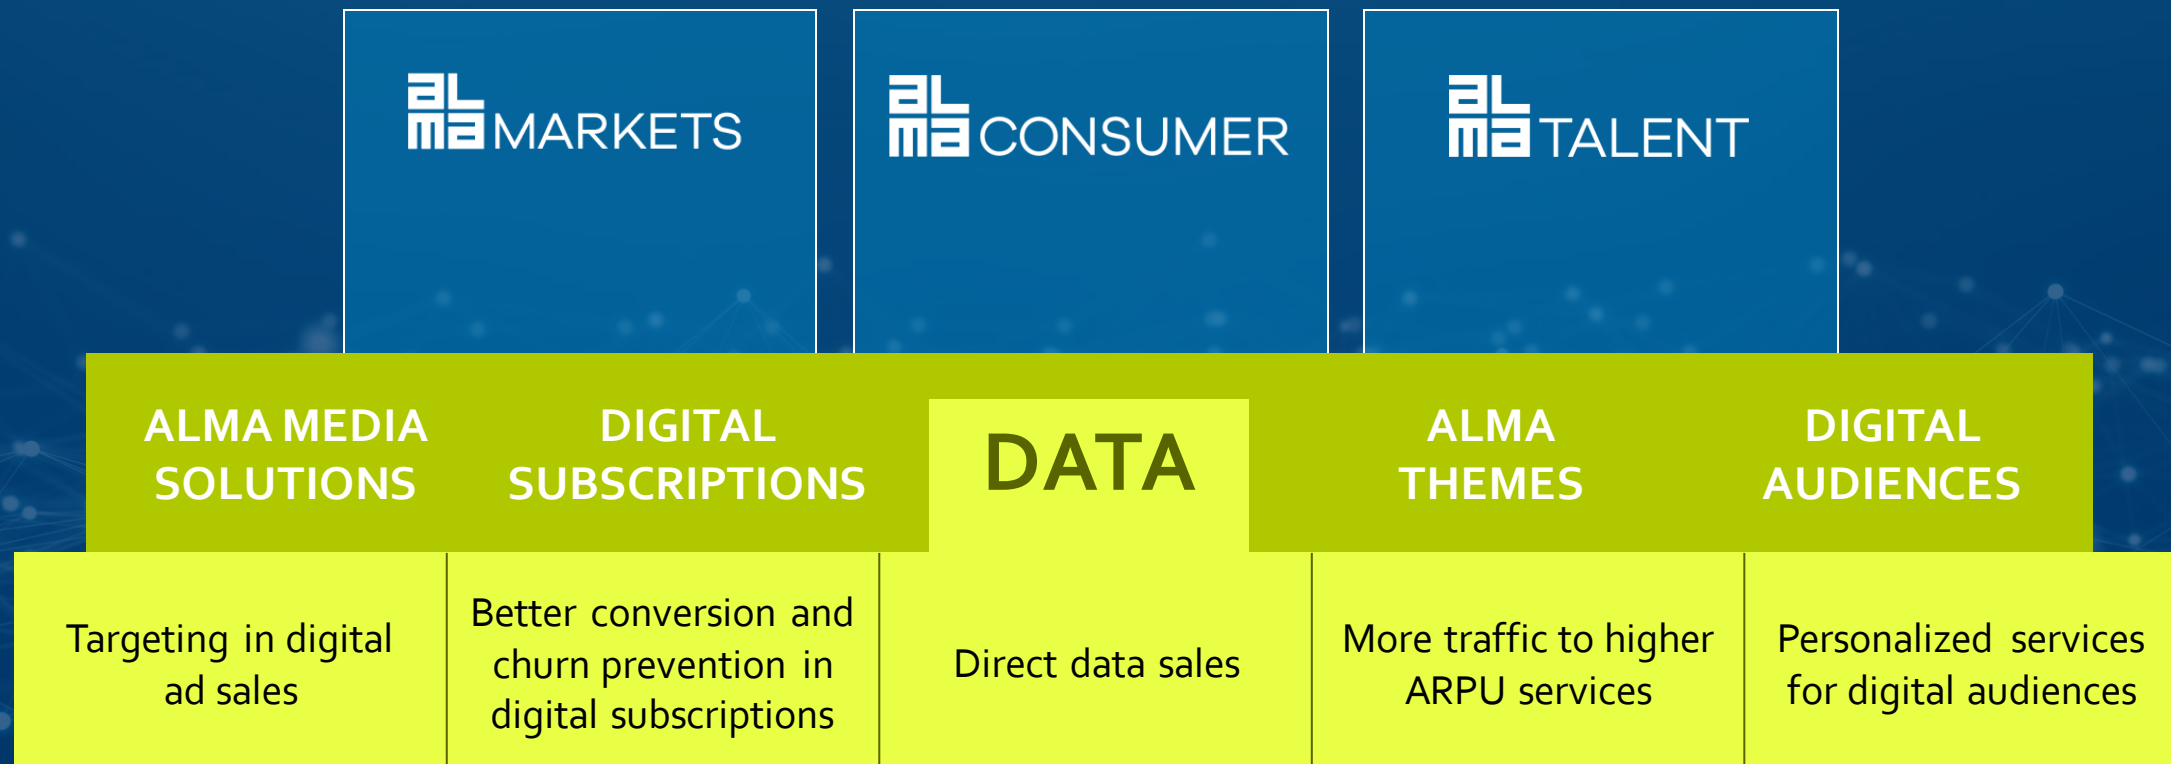 ALMA MARKETS
ALMA CONSUMER
ALMA TALENT
ALMA MEDIA
SOLUTIONS
DIGITAL
SUBSCRIPTIONS
DATA
ALMA
THEMES
DIGITAL
AUDIENCES
Targeting in digital
ad sales
Better conversion and
churn prevention in
digital subscriptions
Direct data sales
More traffic to higher
ARPU services
Personalized services
for digital audiences